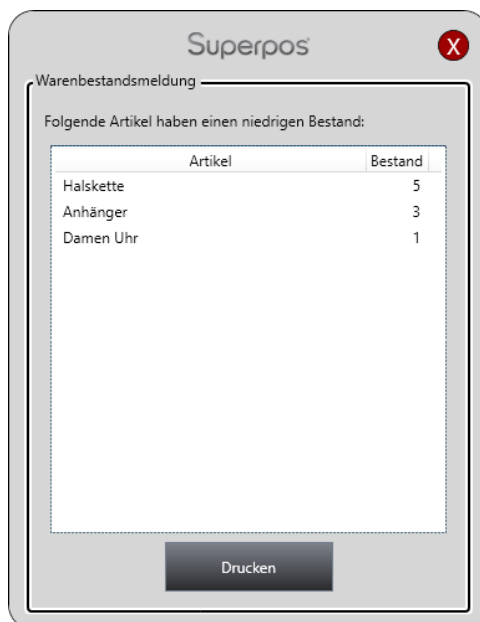 Superpos
X
Warenbestandsmeldung
Folgende Artikel haben einen niedrigen Bestand:
Artikel Bestand
Halskette 5
Anhänger 3
Damen Uhr 1
Drucken